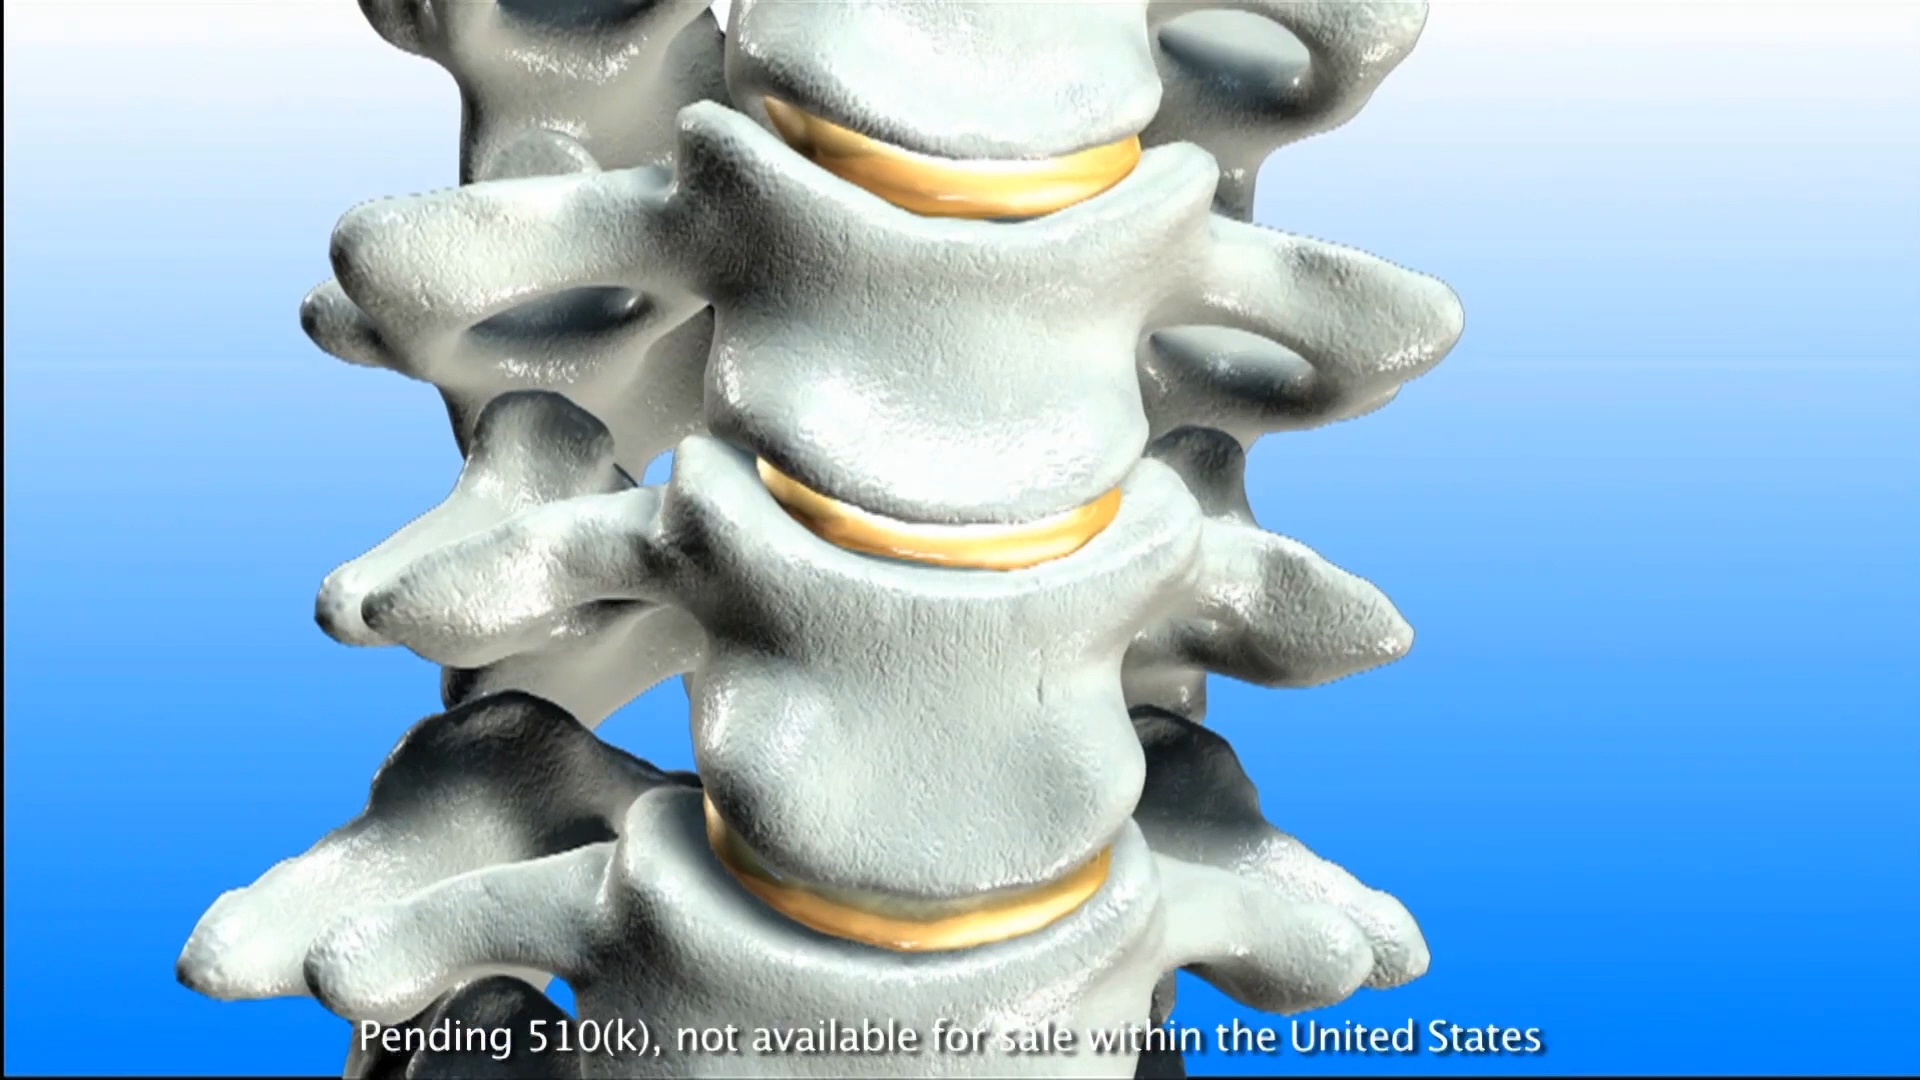 Pending 510(k), not available for sale within the United States